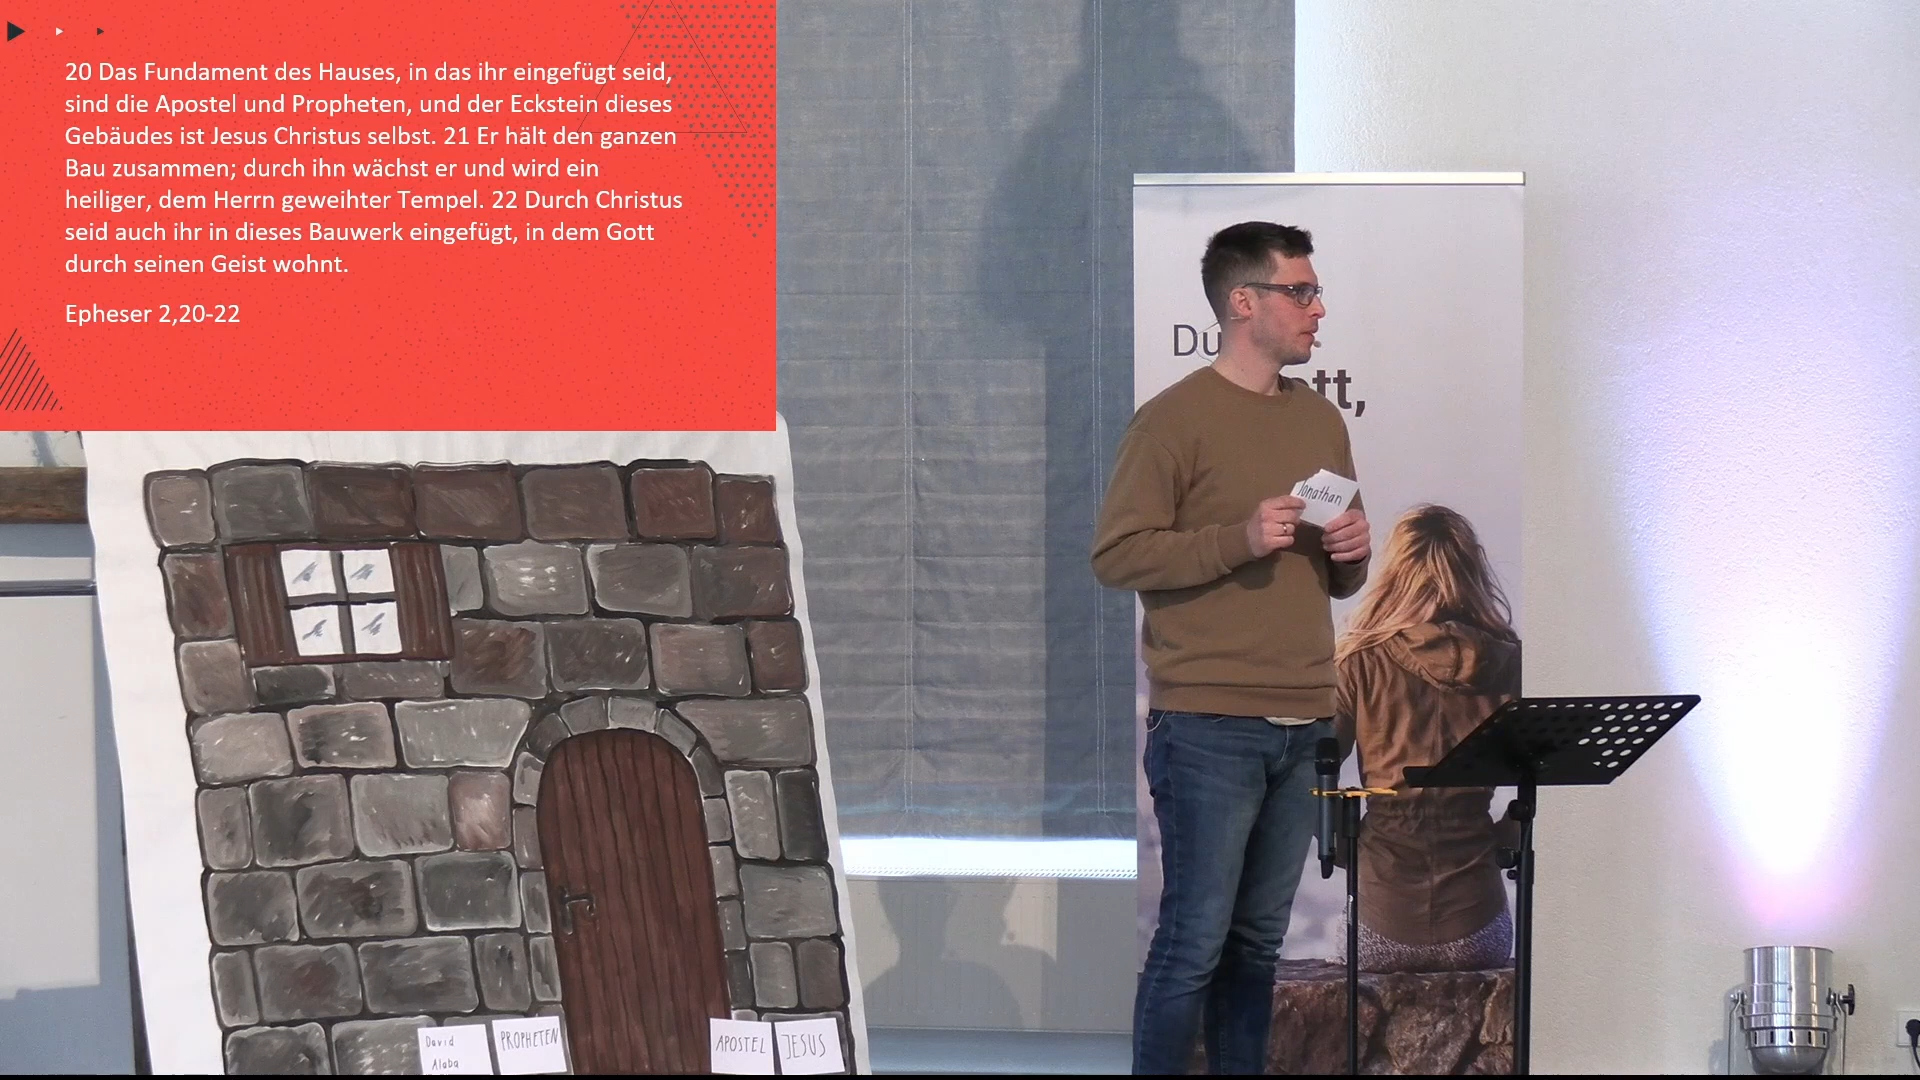 20 Das Fundament des Hauses, in das ihr eingefügt seid,
sind die Apostel und Propheten, und der Eckstein dieses
Gebäudes ist Jesus Christus selbst. 21 Er hält den ganzen
Bau zusammen; durch ihn wächst er und wird ein
heiliger, dem Herrn geweihter Tempel. 22 Durch Christus
seid auch ihr in dieses Bauwerk eingefügt, in dem Gott
durch seinen Geist wohnt.
Epheser 2,20-22
Du
tt,
Jonathan
David
Alaba
PROPHETEN
APOSTEL
JESUS